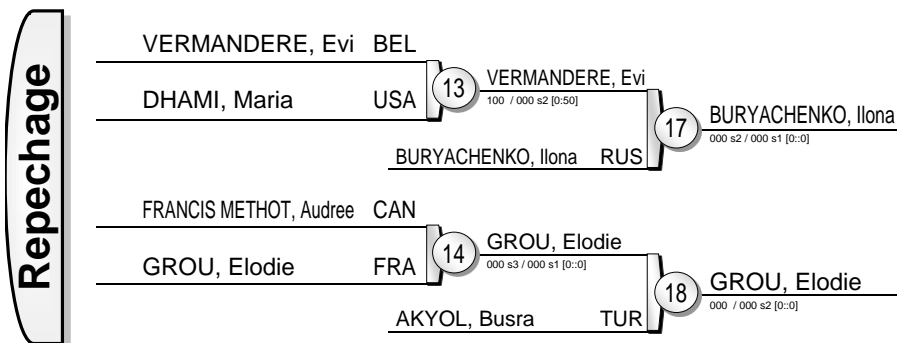 Repechage
VERMANDERE, Evi BEL
DHAMI, Maria USA
13
VERMANDERE, Evi
100 / 000 s2 [0:50]
BURYACHENKO, Ilona RUS
17
BURYACHENKO, Ilona
000 s2 / 000 s1 [0::0]
FRANCIS METHOT, Audree CAN
GROU, Elodie FRA
14
GROU, Elodie
000 s3 / 000 s1 [0::0]
AKYOL, Busra TUR
18
GROU, Elodie
000 / 000 s2 [0::0]